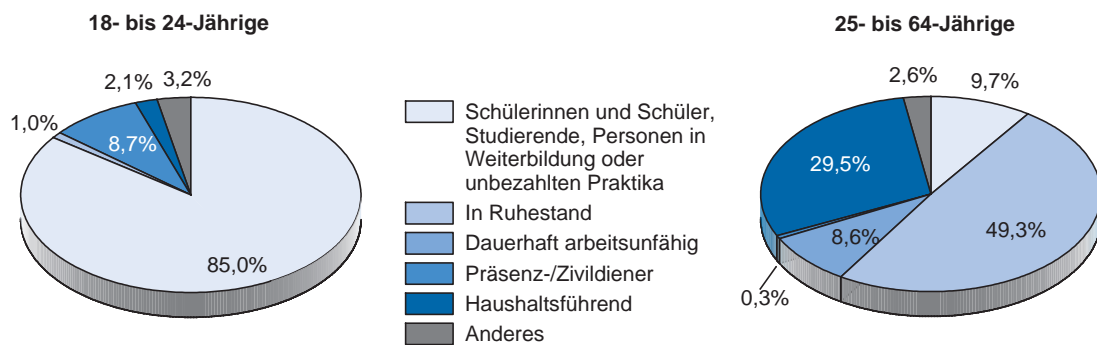 18- bis 24-Jährige
25- bis 64-Jährige
2,1%
3,2%
1,0%
8,7%
85,0%
Schülerinnen und Schüler,
Studierende, Personen in
Weiterbildung oder
unbezahlten Praktika
In Ruhestand
Dauerhaft arbeitsunfähig
Präsenz-/Zivildiener
Haushaltsführend
Anderes
2,6%
9,7%
29,5%
49,3%
8,6%
0,3%